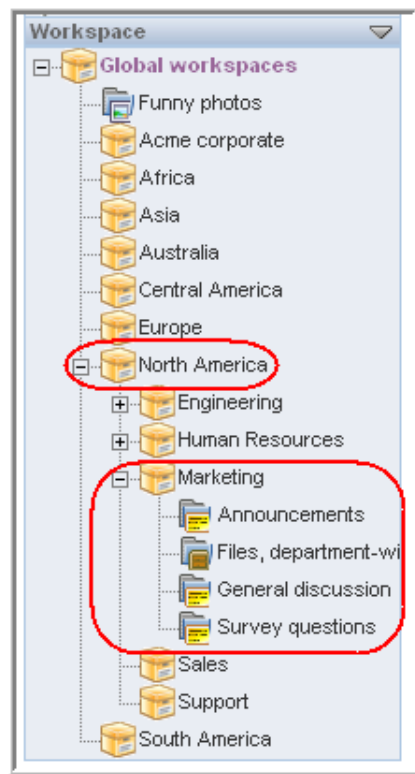 Workspace
Global workspaces
Funny photos
Acme corporate
Africa
Asia
Australia
Central America
Europe
North America
Engineering
Human Resources
Marketing
Announcements
Files, department-wi
General discussion
Survey questions
Sales
Support
South America